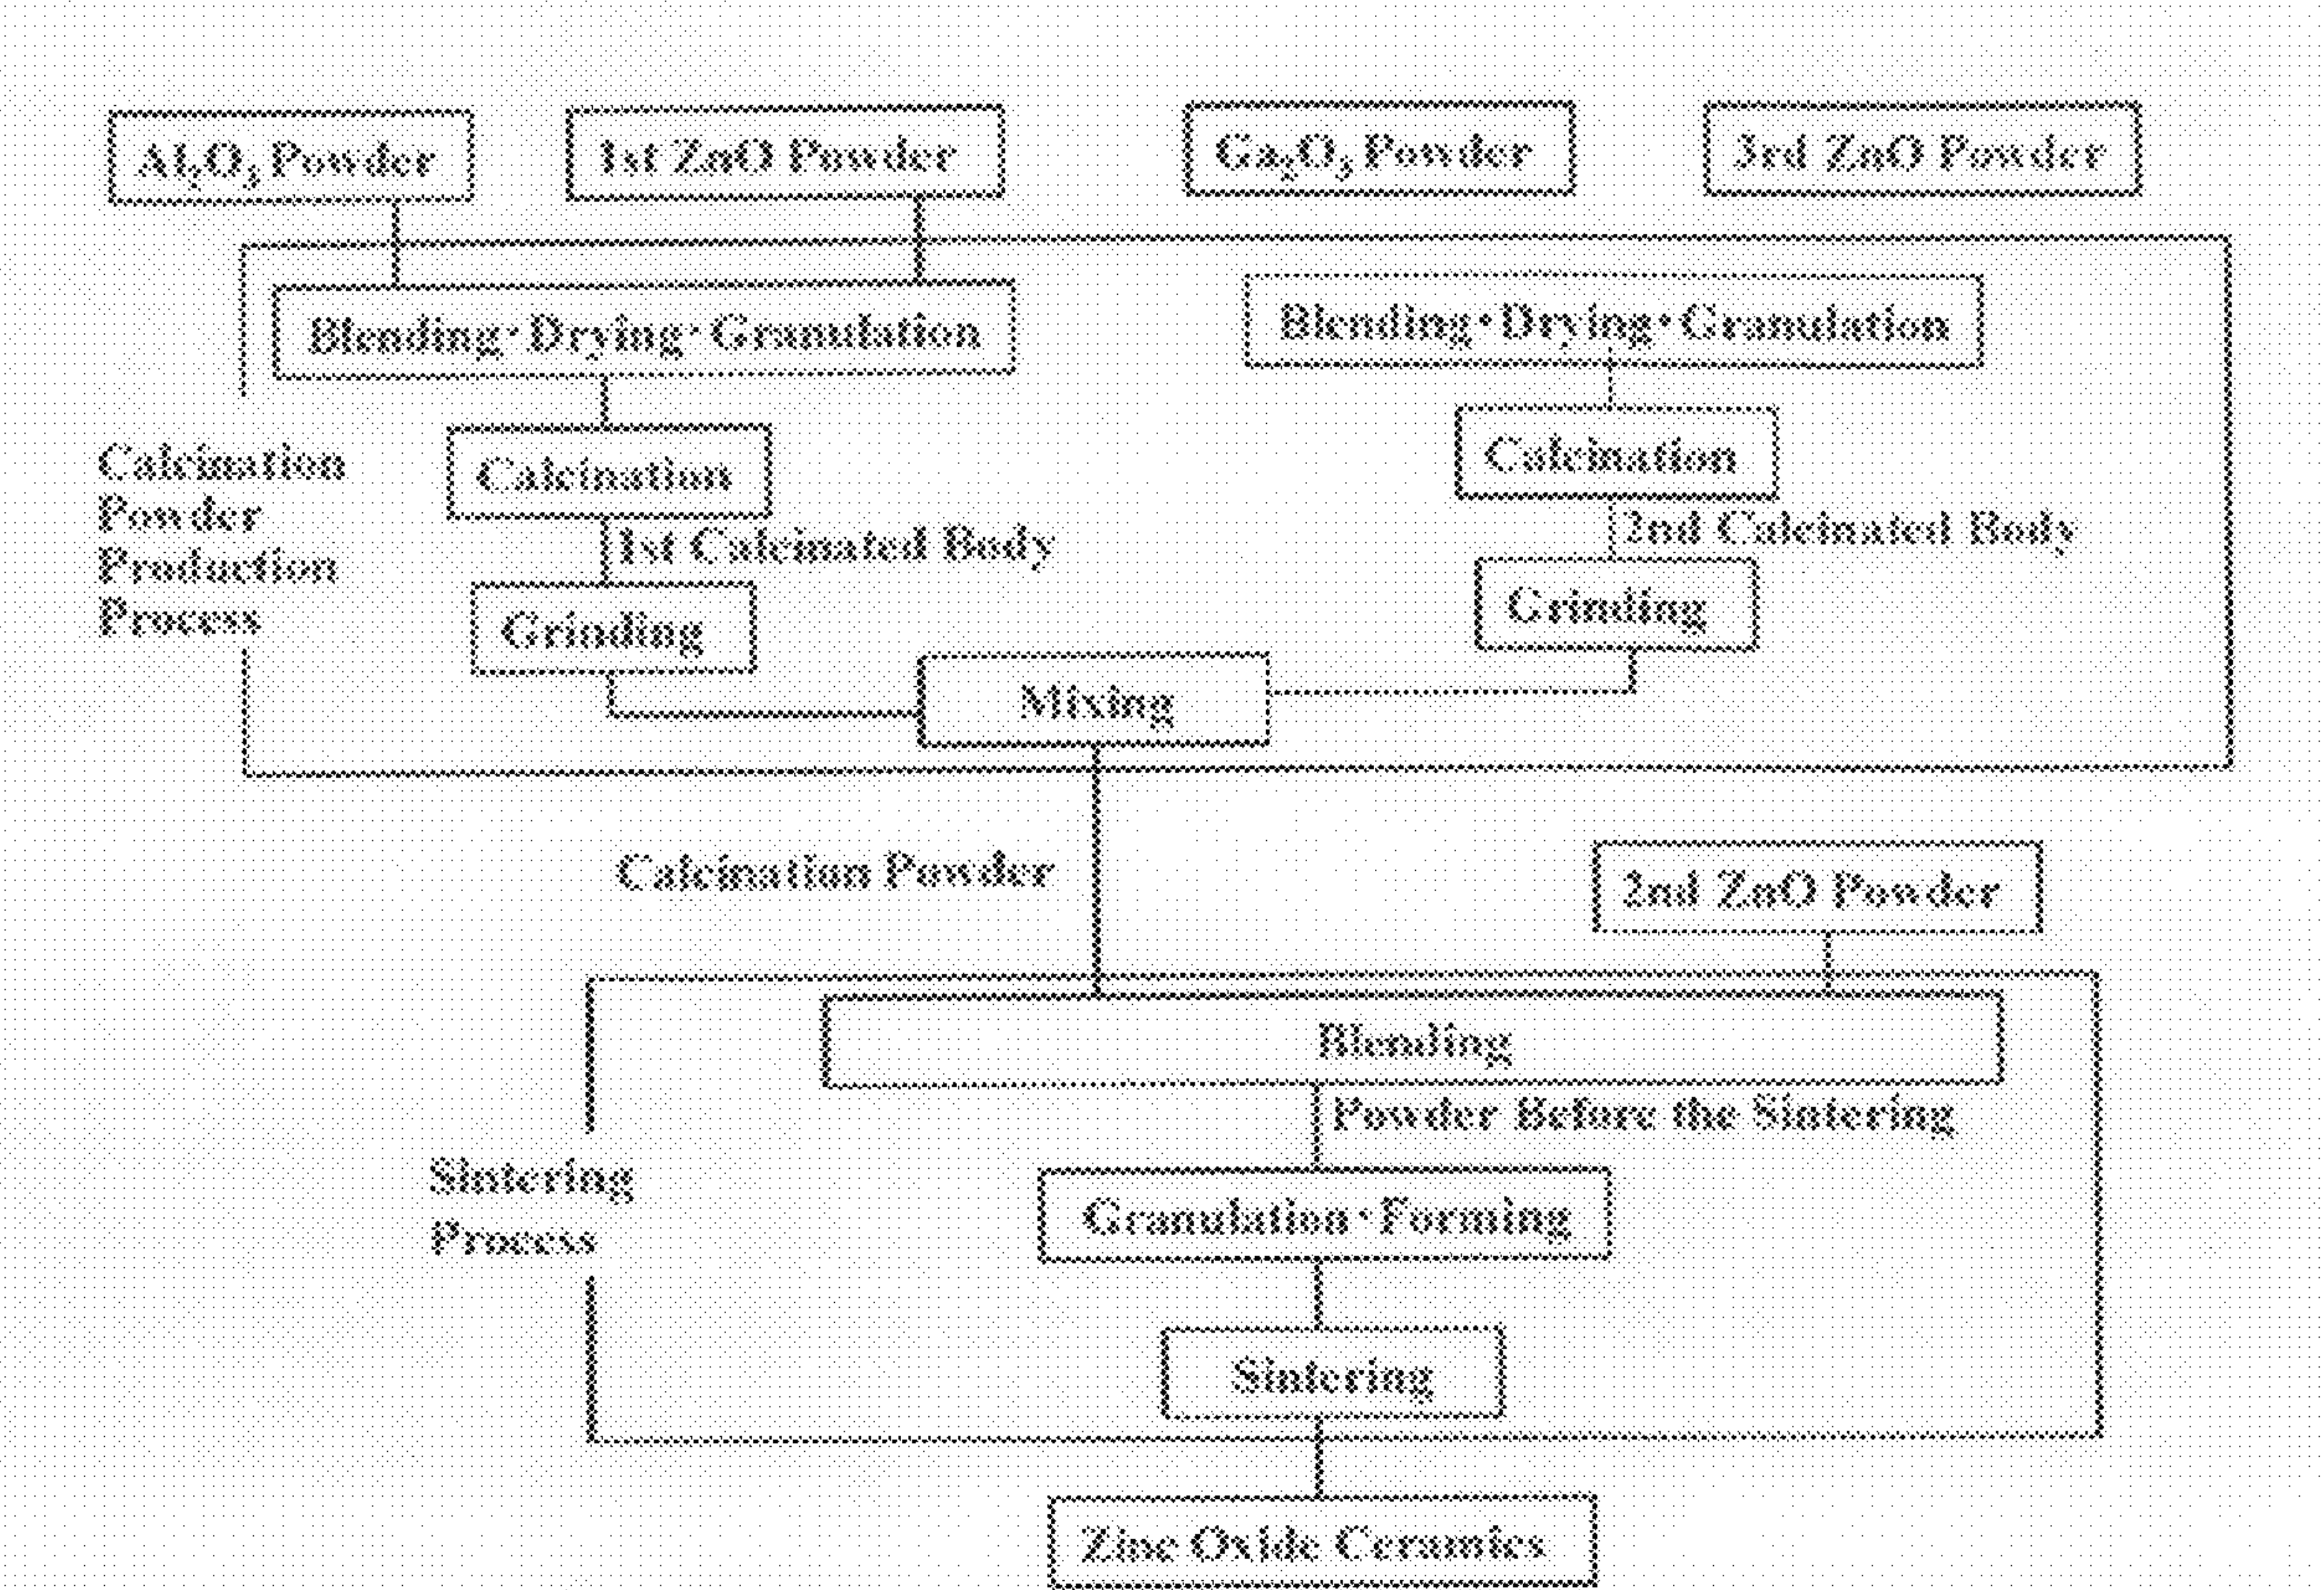 Al₂O₃ Powder
1st ZnO Powder
Ga₂O₃ Powder
3rd ZnO Powder
Blending·Drying·Granulation
Blending·Drying·Granulation
Calcination
Powder
Production
Process
Calcination
Calcination
1st Calcinated Body
2nd Calcinated Body
Grinding
Grinding
Mixing
Calcination Powder
2nd ZnO Powder
Blending
Powder Before the Sintering
Sintering
Process
Granulation·Forming
Sintering
Zinc Oxide Ceramics